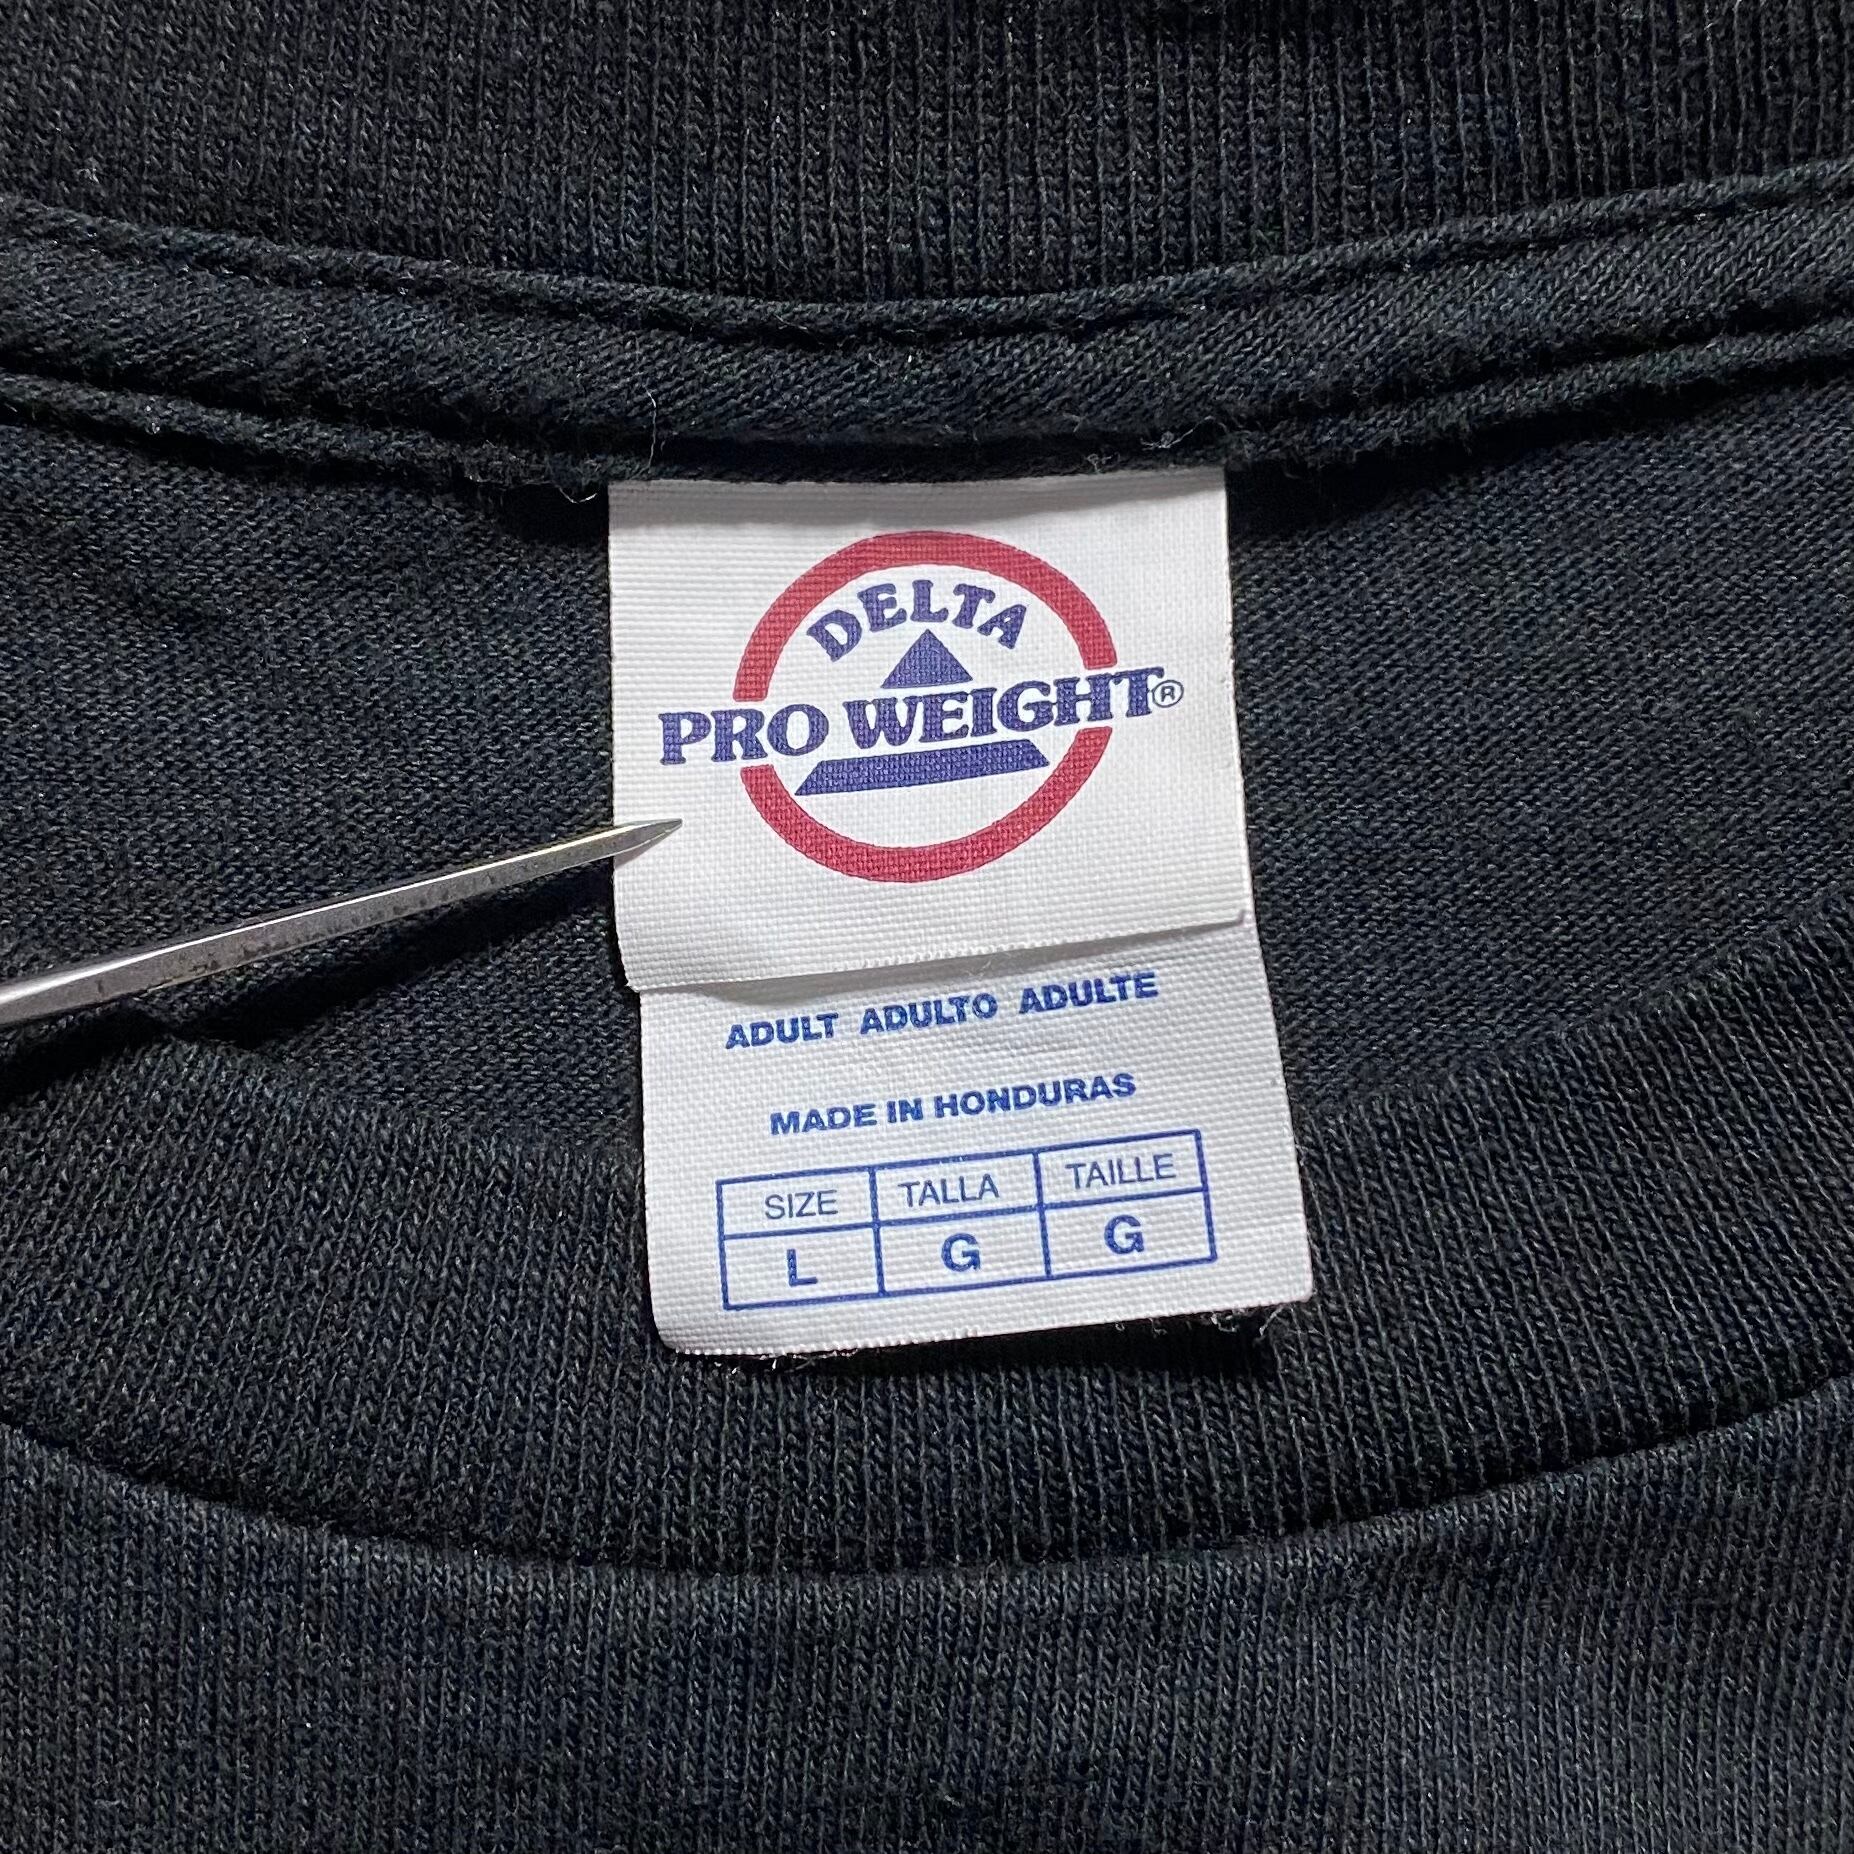 DELTA
PRO WEIGHT®
ADULT ADULTO ADULTE
MADE IN HONDURAS
SIZE TALLA TAILLE
L G G